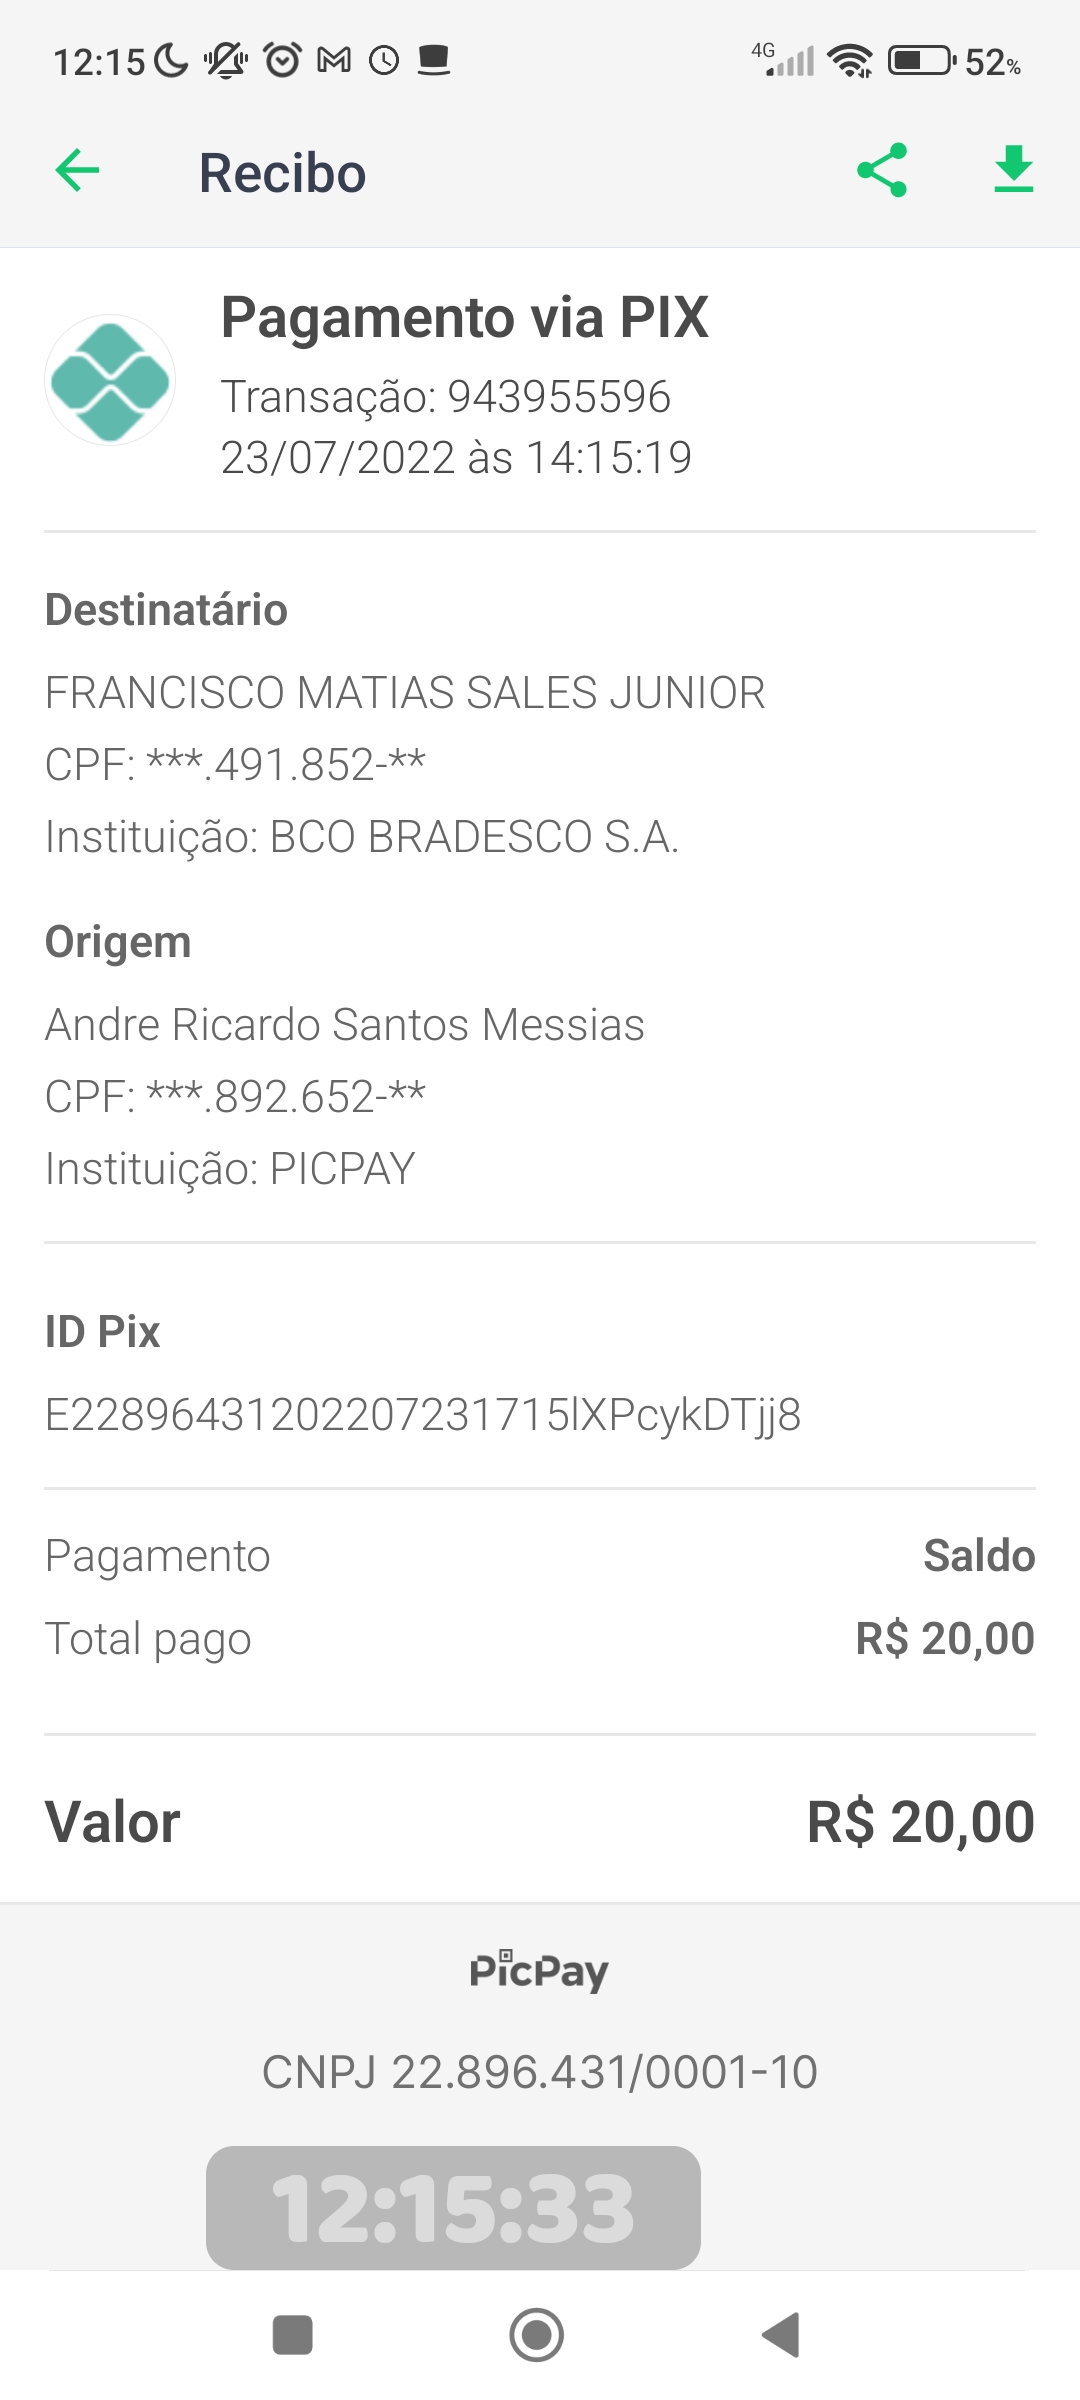 12:15
4G
52%
Recibo
Pagamento via PIX
Transação: 943955596
23/07/2022 às 14:15:19
Destinatário
FRANCISCO MATIAS SALES JUNIOR
CPF: ***.491.852-**
Instituição: BCO BRADESCO S.A.
Origem
Andre Ricardo Santos Messias
CPF: ***.892.652-**
Instituição: PICPAY
ID Pix
E22896431202207231715lXPcykDTjj8
Pagamento Saldo
Total pago R$ 20,00
Valor R$ 20,00
PicPay
CNPJ 22.896.431/0001-10
12:15:33